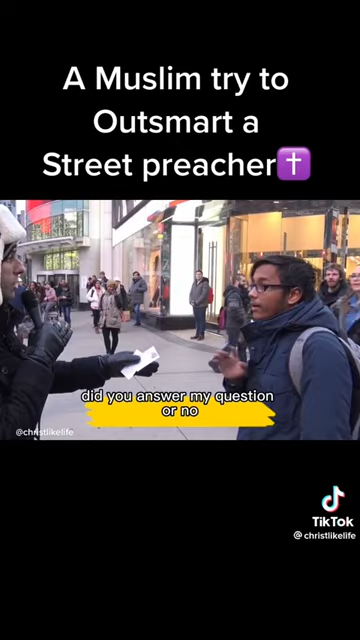 A Muslim try to
Outsmart a
Street preacher✝️
did you answer my question
or no
@christlikelife
TikTok
@christlikelife